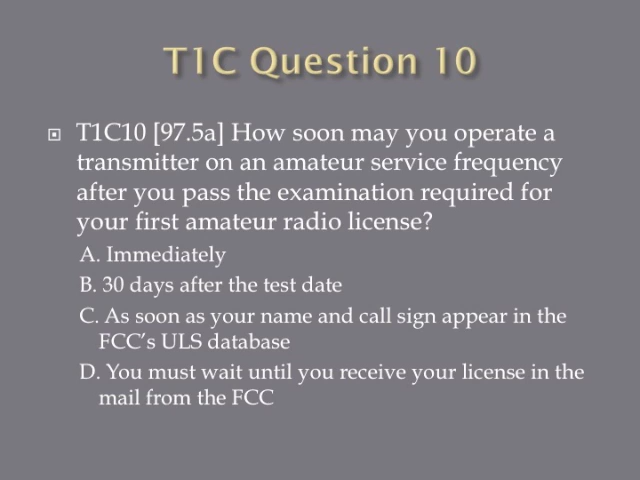 T1C Question 10
T1C10 [97.5a] How soon may you operate a
transmitter on an amateur service frequency
after you pass the examination required for
your first amateur radio license?
A. Immediately
B. 30 days after the test date
C. As soon as your name and call sign appear in the
FCC’s ULS database
D. You must wait until you receive your license in the
mail from the FCC